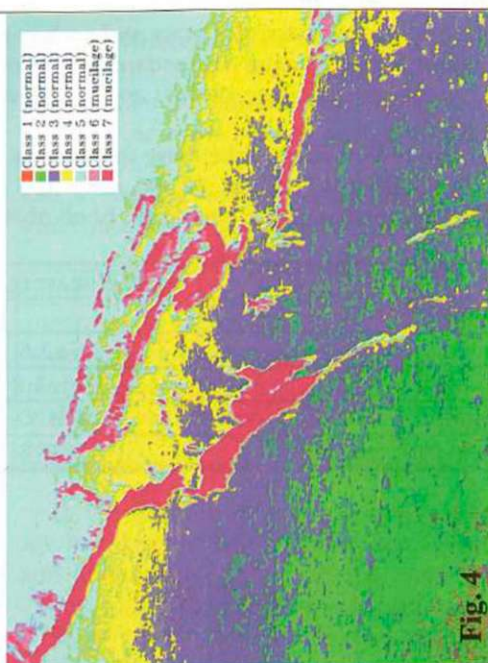 Class 1 (normal)
Class 2 (normal)
Class 3 (normal)
Class 4 (normal)
Class 5 (normal)
Class 6 (mucilage)
Class 7 (mucilage)
Fig. 4